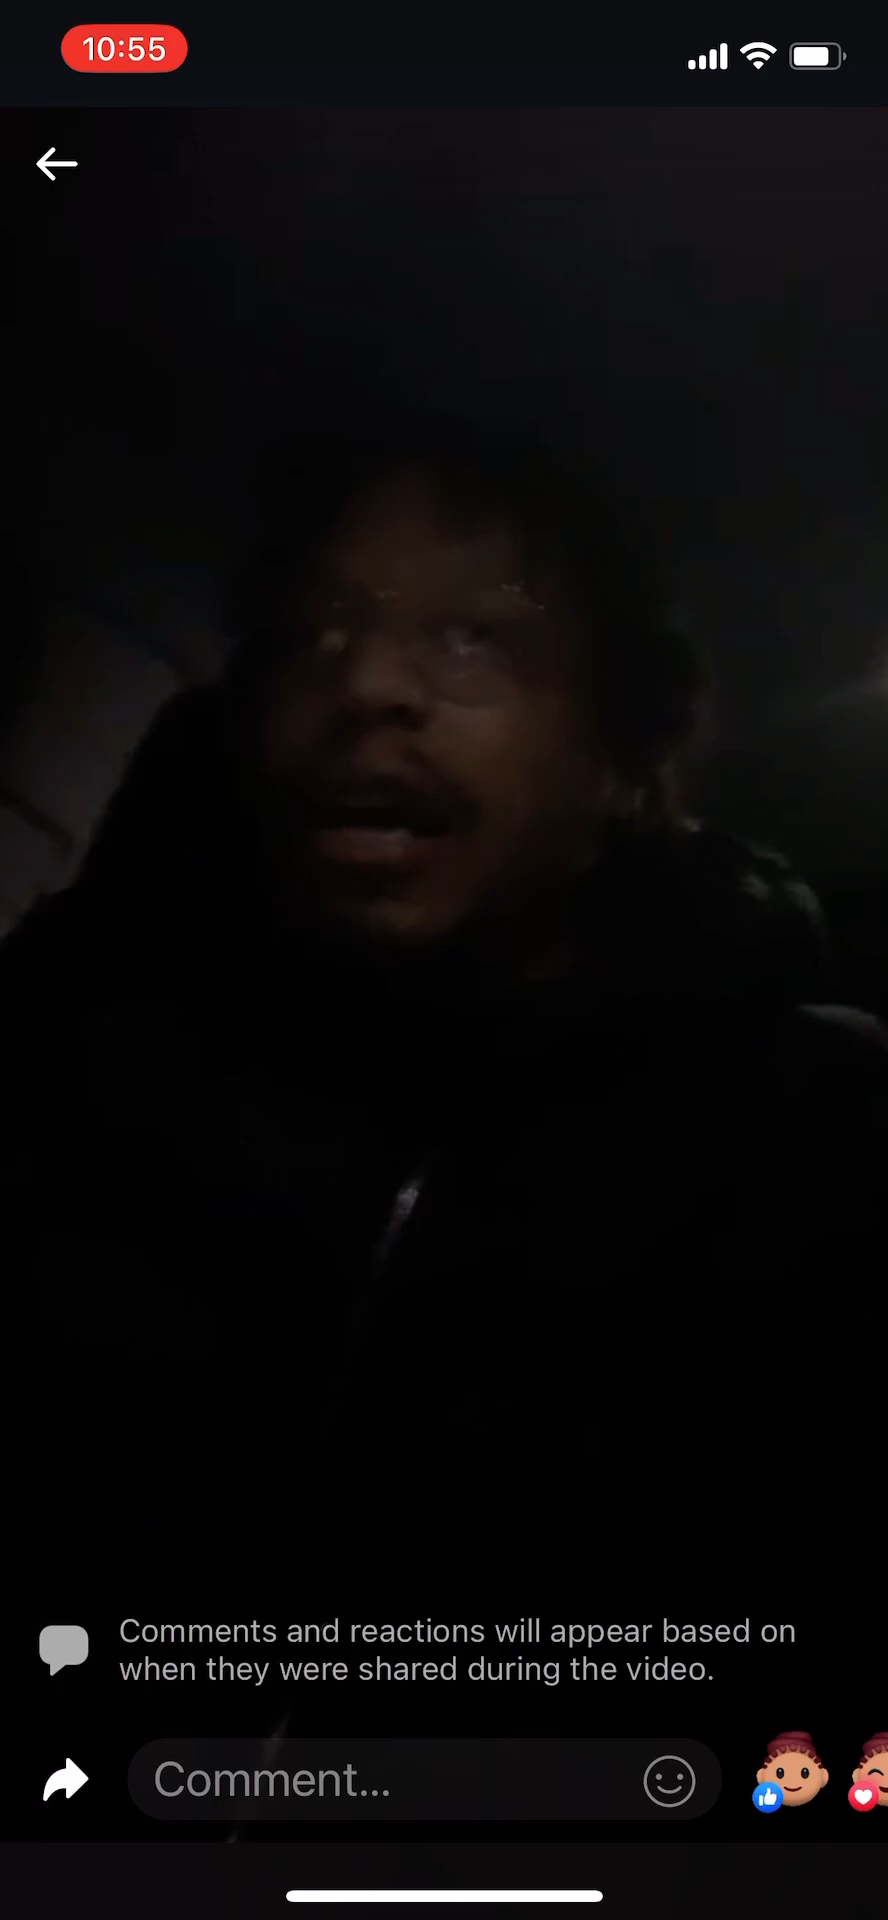 10:55
Comments and reactions will appear based on
when they were shared during the video.
Comment...